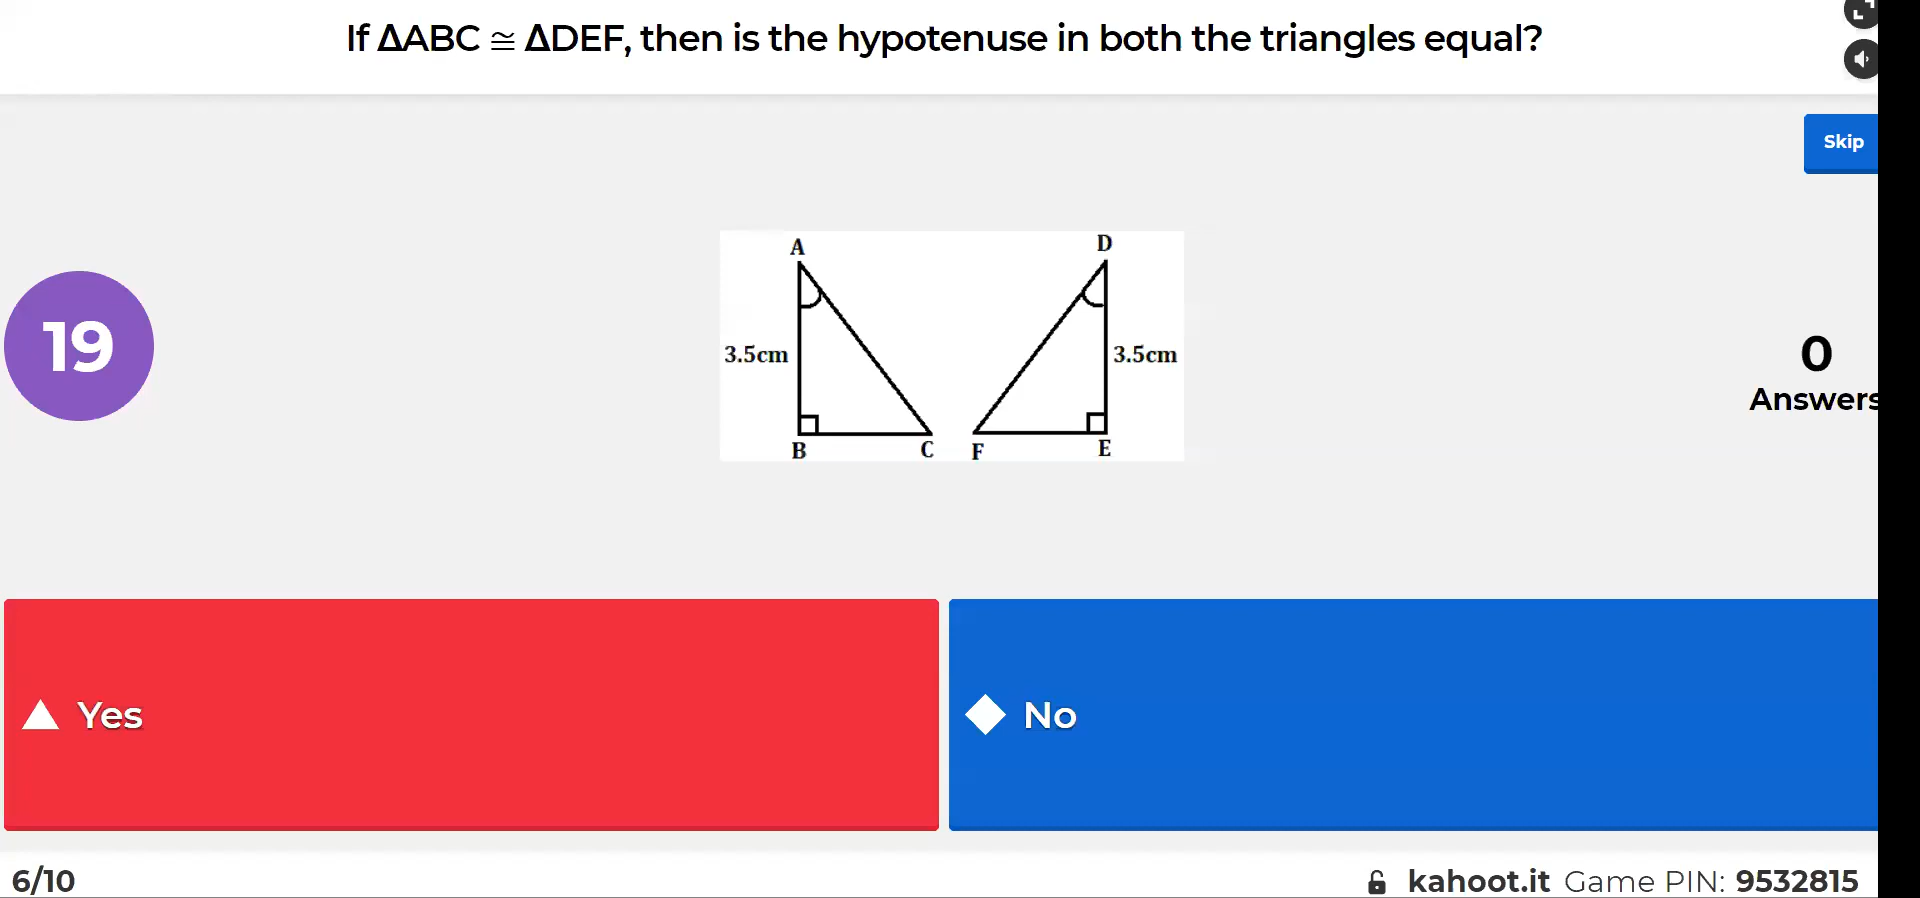 If ΔABC ≅ ΔDEF, then is the hypotenuse in both the triangles equal?
Skip
19
A
D
3.5cm
3.5cm
B
C
F
E
0
Answers
Yes
No
6/10
kahoot.it Game PIN: 9532815